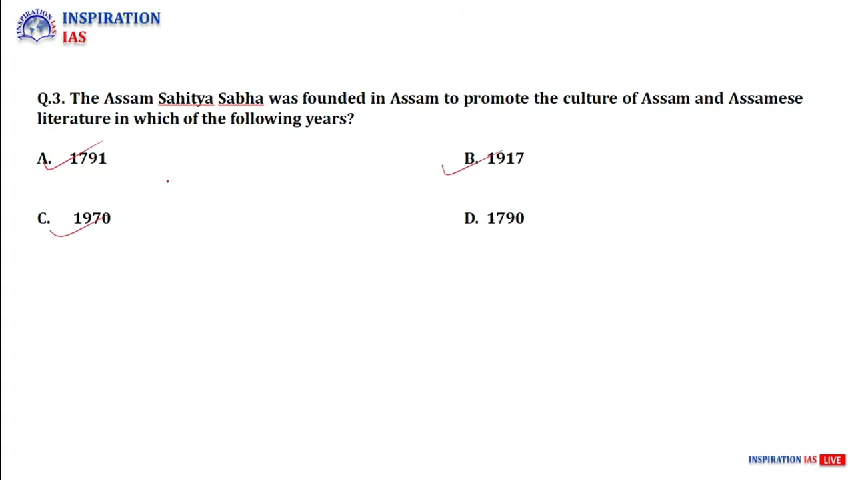 INSPIRATION
IAS
Q.3. The Assam Sahitya Sabha was founded in Assam to promote the culture of Assam and Assamese
literature in which of the following years?
A. 1791
B. 1917
C. 1970
D. 1790
INSPIRATION IAS LIVE